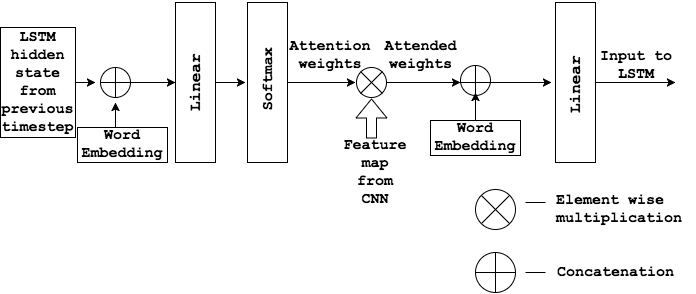 LSTM
hidden
state
from
previous
timestep
Word
Embedding
Linear
Softmax
Attention
weights
Feature
map
from
CNN
Attended
weights
Word
Embedding
Linear
Input to
LSTM
Element wise
multiplication
Concatenation